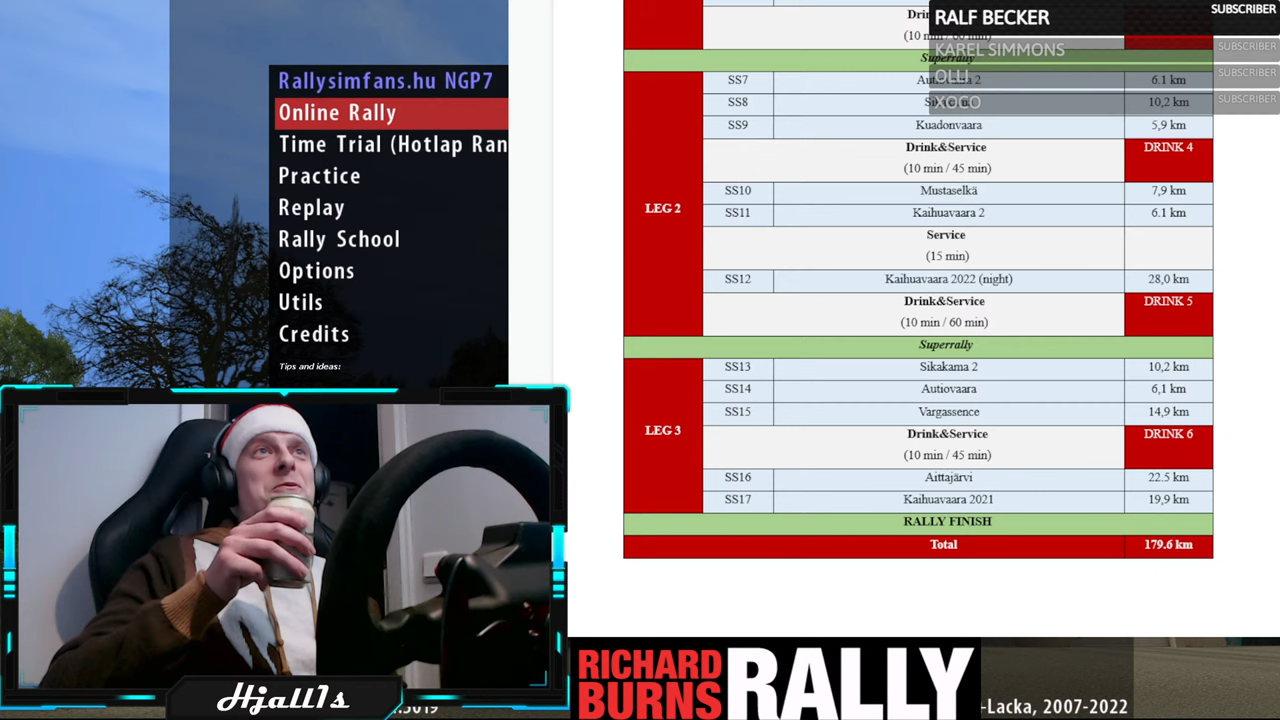 Rallysimfans.hu NGP7
Online Rally
Time Trial (Hotlap Ran
Practice
Replay
Rally School
Options
Utils
Credits
Tips and ideas:
RALF BECKER SUBSCRIBER
KAREL SIMMONS SUBSCRIBER
OLLI SUBSCRIBER
XOCO SUBSCRIBER
Superrally
LEG 2
SS7 2 6.1 km
SS8 10,2 km
SS9 Kuadonvaara 5,9 km
Drink&Service DRINK 4
(10 min / 45 min)
SS10 Mustaselkä 7,9 km
SS11 Kaihuavaara 2 6.1 km
Service
(15 min)
SS12 Kaihuavaara 2022 (night) 28,0 km
Drink&Service DRINK 5
(10 min / 60 min)
Superrally
LEG 3
SS13 Sikakama 2 10,2 km
SS14 Autiovaara 6,1 km
SS15 Vargassence 14,9 km
Drink&Service DRINK 6
(10 min / 45 min)
SS16 Aittajärvi 22.5 km
SS17 Kaihuavaara 2021 19,9 km
RALLY FINISH
Total 179.6 km
Hjall1s
RICHARD
BURNS
RALLY
-Lacka, 2007-2022